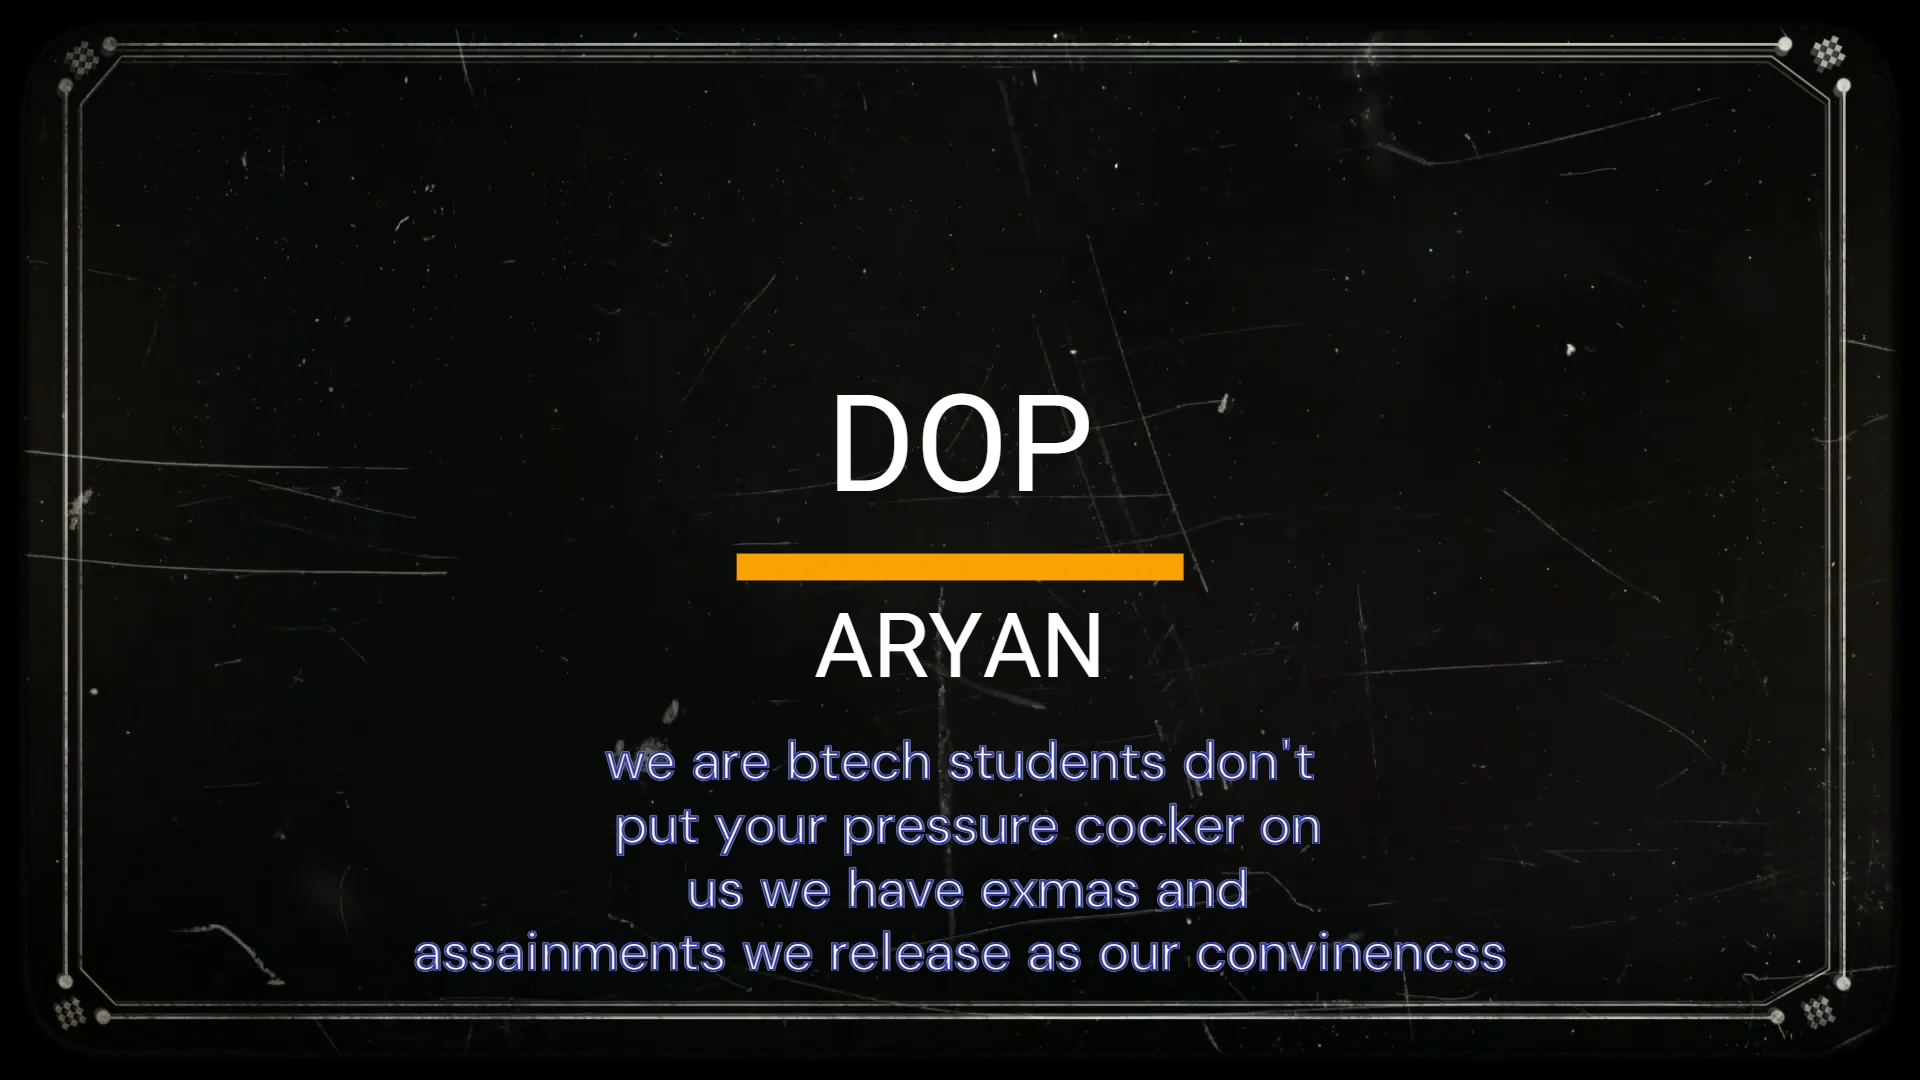 DOP
ARYAN
we are btech students don't
put your pressure cocker on
us we have exmas and
assainments we release as our convinencss